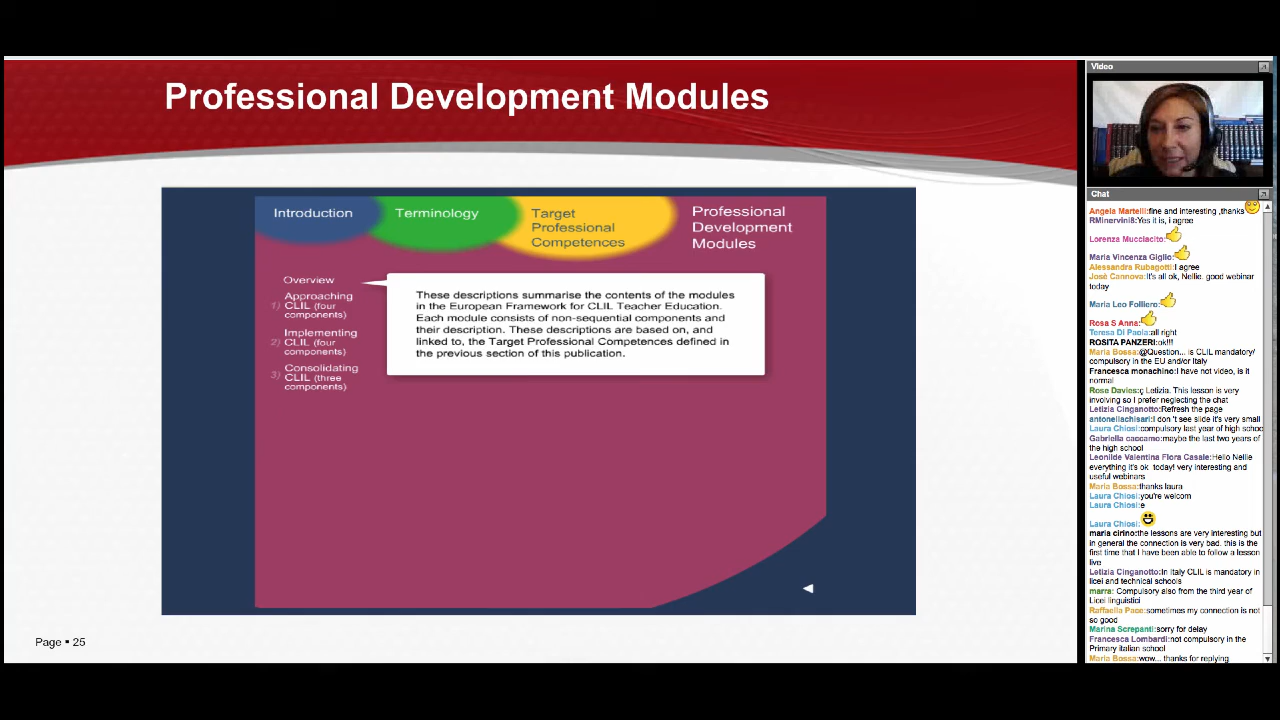 Professional Development Modules
Introduction
Terminology
Target
Professional
Competences
Professional
Development
Modules
Overview
1) Approaching
CLIL (four
components)
2) Implementing
CLIL (four
components)
3) Consolidating
CLIL (three
components)
These descriptions summarise the contents of the modules
in the European Framework for CLIL Teacher Education.
Each module consists of non-sequential components and
their description. These descriptions are based on, and
linked to, the Target Professional Competences defined in
the previous section of this publication.
Page ▪ 25
Video
Chat
Angela Martelli:fine and interesting ,thanks
RMinervini8:Yes it is, i agree
Lorenza Mucciacito:
Maria Vincenza Giglio:
Alessandra Rubagotti:I agree
Josè Cannova:It's all ok, Nellie. good webinar
today
Maria Leo Folliero:
Rosa S Anna:
Teresa Di Paola:all right
ROSITA PANZERI:ok!!!
Maria Bossa:@Question... is CLIL mandatory/
compulsory in the EU and/or Italy
Francesca monachino:I have not video, is it
normal
Rose Davies:ç Letizia. This lesson is very
involving so I prefer neglecting the chat
Letizia Cinganotto:Refresh the page
antonellachisari:I don 't see slide it's very small
Laura Chiosi:compulsory last year of high schoo
Gabriella caccamo:maybe the last two years of
the high school
Leonilde Valentina Flora Casale:Hello Nellie
everything it's ok today! very interesting and
useful webinars
Maria Bossa:thanks laura
Laura Chiosi:you're welcom
Laura Chiosi:e
Laura Chiosi:
maria cirino:the lessons are very interesting but
in general the connection is very bad. this is the
first time that I have been able to follow a lesson
live
Letizia Cinganotto:In Italy CLIL is mandatory in
licei and technical schools
marra: Compulsory also from the third year of
Licei linguistici
Raffaella Pace:sometimes my connection is not
so good
Marina Screpanti:sorry for delay
Francesca Lombardi:not compulsory in the
Primary italian school
Maria Bossa:wow... thanks for replying